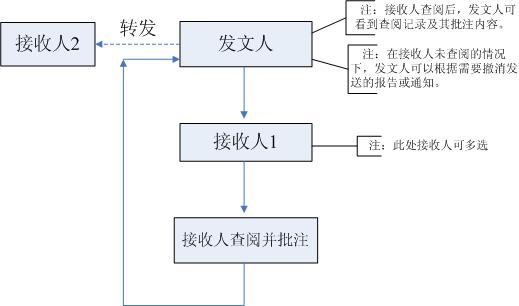 注：接收人查阅后，发文人可
看到查阅记录及其批注内容。
转发
接收人2
发文人
注：在接收人未查阅的情况
下，发文人可以根据需要撤消发
送的报告或通知。
接收人1
注：此处接收人可多选
接收人查阅并批注